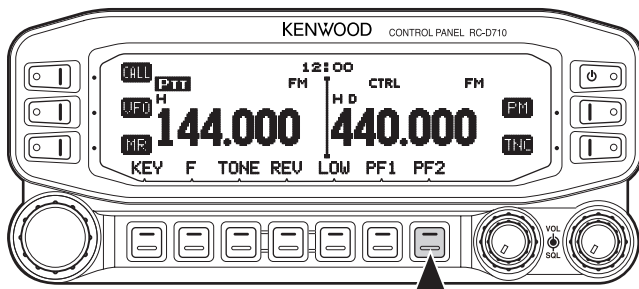 KENWOOD CONTROL PANEL RC-D710
12:00
CALL PTT FM CTRL FM
H H D
VFO 144.000 440.000 PM
MR TNC
KEY F TONE REV LOW PF1 PF2
VOL
SQL